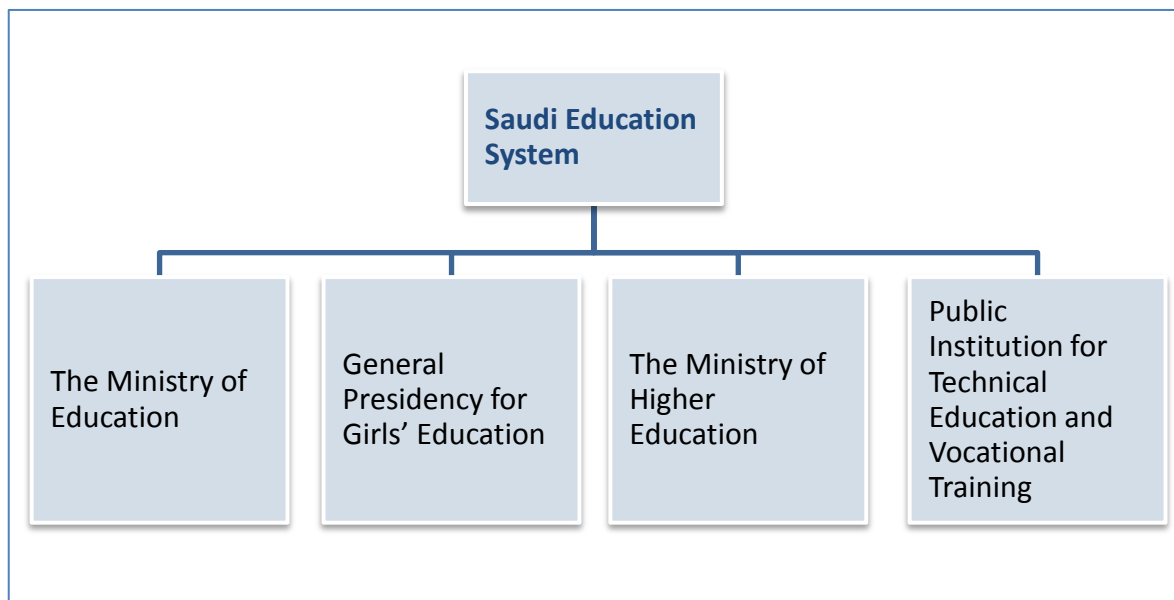 Saudi Education
System
The Ministry of
Education
General
Presidency for
Girls’ Education
The Ministry of
Higher
Education
Public
Institution for
Technical
Education and
Vocational
Training